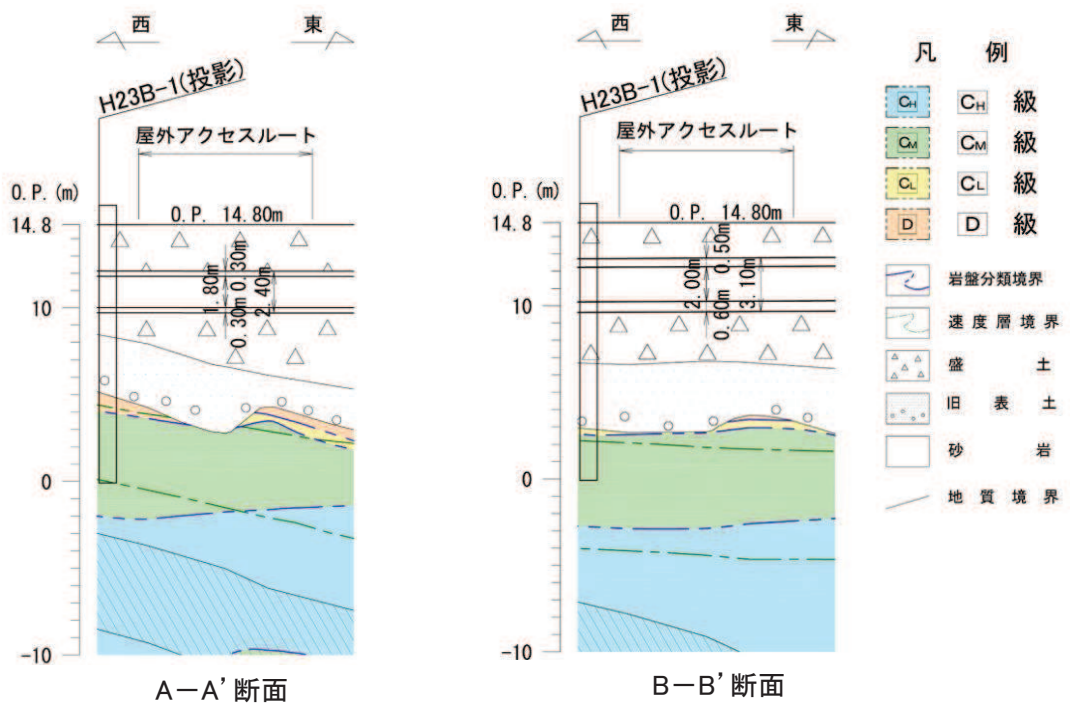 西 東
H23B-1(投影)
屋外アクセスルート
O.P. (m)
14.8
O.P. 14.80m
0.30m
1.80m
2.40m
0.30m
10
0
-10
A-A’断面
西 東
H23B-1(投影)
屋外アクセスルート
O.P. (m)
14.8
O.P. 14.80m
0.50m
2.00m
3.10m
0.60m
10
0
-10
B-B’断面
凡 例
CH CH 級
CM CM 級
CL CL 級
D D 級
岩盤分類境界
速度層境界
盛 土
旧 表 土
砂 岩
地質境界